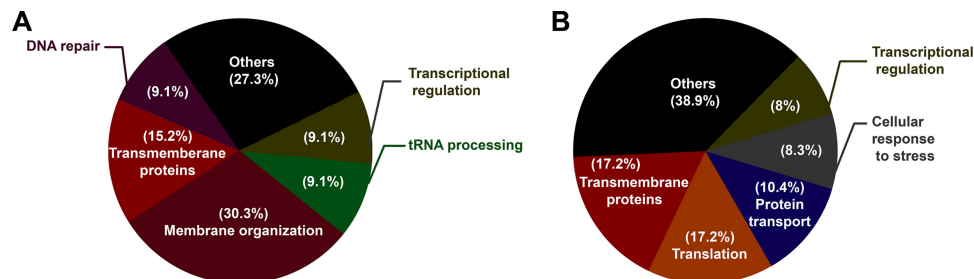 A
DNA repair
Others
(27.3%)
Transcriptional
regulation
(9.1%)
(9.1%)
(15.2%)
Transmemberane
proteins
tRNA processing
(9.1%)
(30.3%)
Membrane organization
B
Others
(38.9%)
Transcriptional
regulation
(8%)
Cellular
response
to stress
(8.3%)
(17.2%)
Transmembrane
proteins
(10.4%)
Protein
transport
(17.2%)
Translation